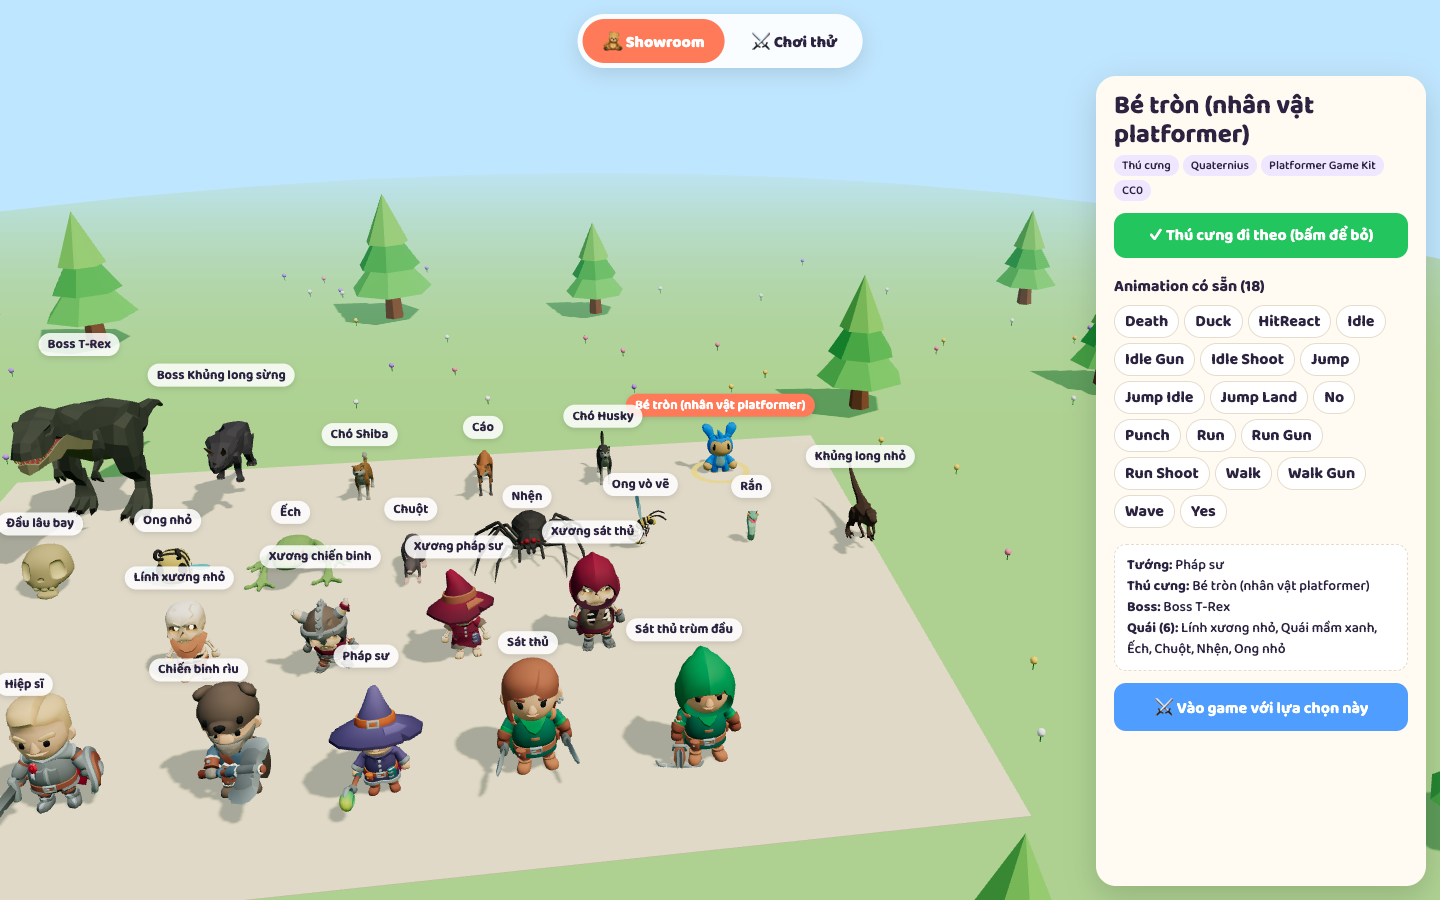 Showroom
Chơi thử
Bé tròn (nhân vật
platformer)
Thú cưng
Quaternius
Platformer Game Kit
CC0
✓ Thú cưng đi theo (bấm để bỏ)
Animation có sẵn (18)
Death
Duck
HitReact
Idle
Idle Gun
Idle Shoot
Jump
Jump Idle
Jump Land
No
Punch
Run
Run Gun
Run Shoot
Walk
Walk Gun
Wave
Yes
Tướng: Pháp sư
Thú cưng: Bé tròn (nhân vật platformer)
Boss: Boss T-Rex
Quái (6): Lính xương nhỏ, Quái mầm xanh,
Ếch, Chuột, Nhện, Ong nhỏ
Vào game với lựa chọn này
Boss T-Rex
Boss Khủng long sừng
Bé tròn (nhân vật platformer)
Chó Husky
Cáo
Chó Shiba
Khủng long nhỏ
Ong vò vẽ
Rắn
Nhện
Chuột
Ếch
Ong nhỏ
Đầu lâu bay
Xương sát thủ
Xương pháp sư
Xương chiến binh
Lính xương nhỏ
Sát thủ trùm đầu
Sát thủ
Pháp sư
Chiến binh rìu
Hiệp sĩ